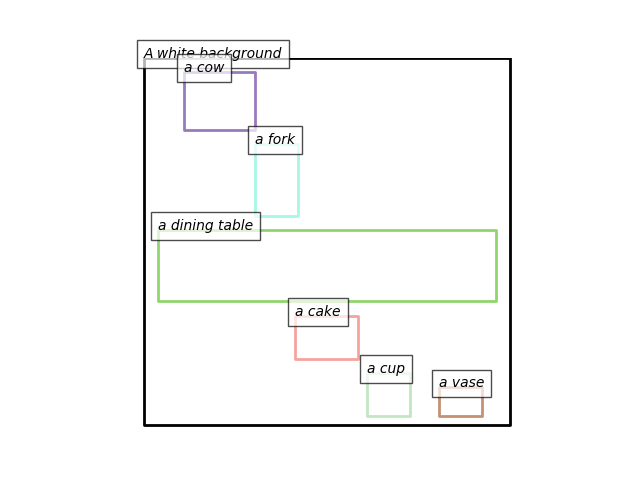 A white background
a cow
a fork
a dining table
a cake
a cup
a vase